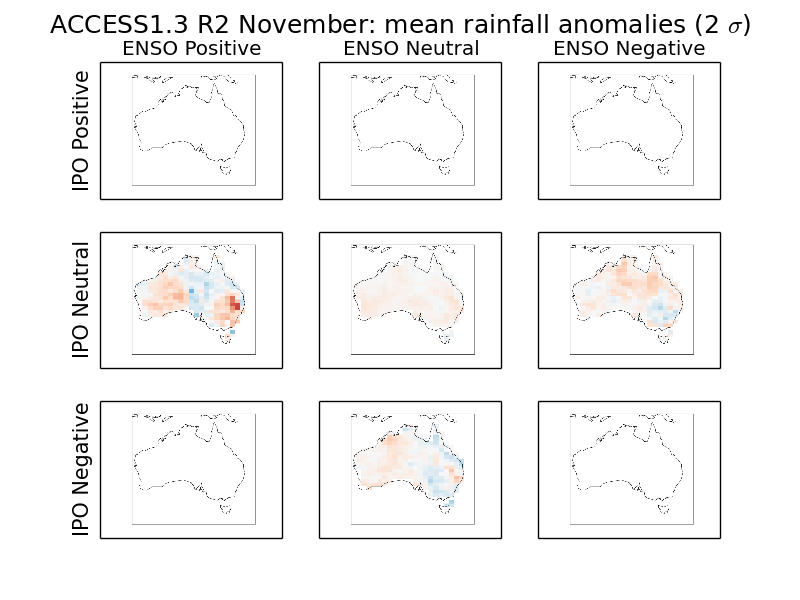 ACCESS1.3 R2 November: mean rainfall anomalies (2 σ)
ENSO Positive ENSO Neutral ENSO Negative
IPO Positive
IPO Neutral
IPO Negative